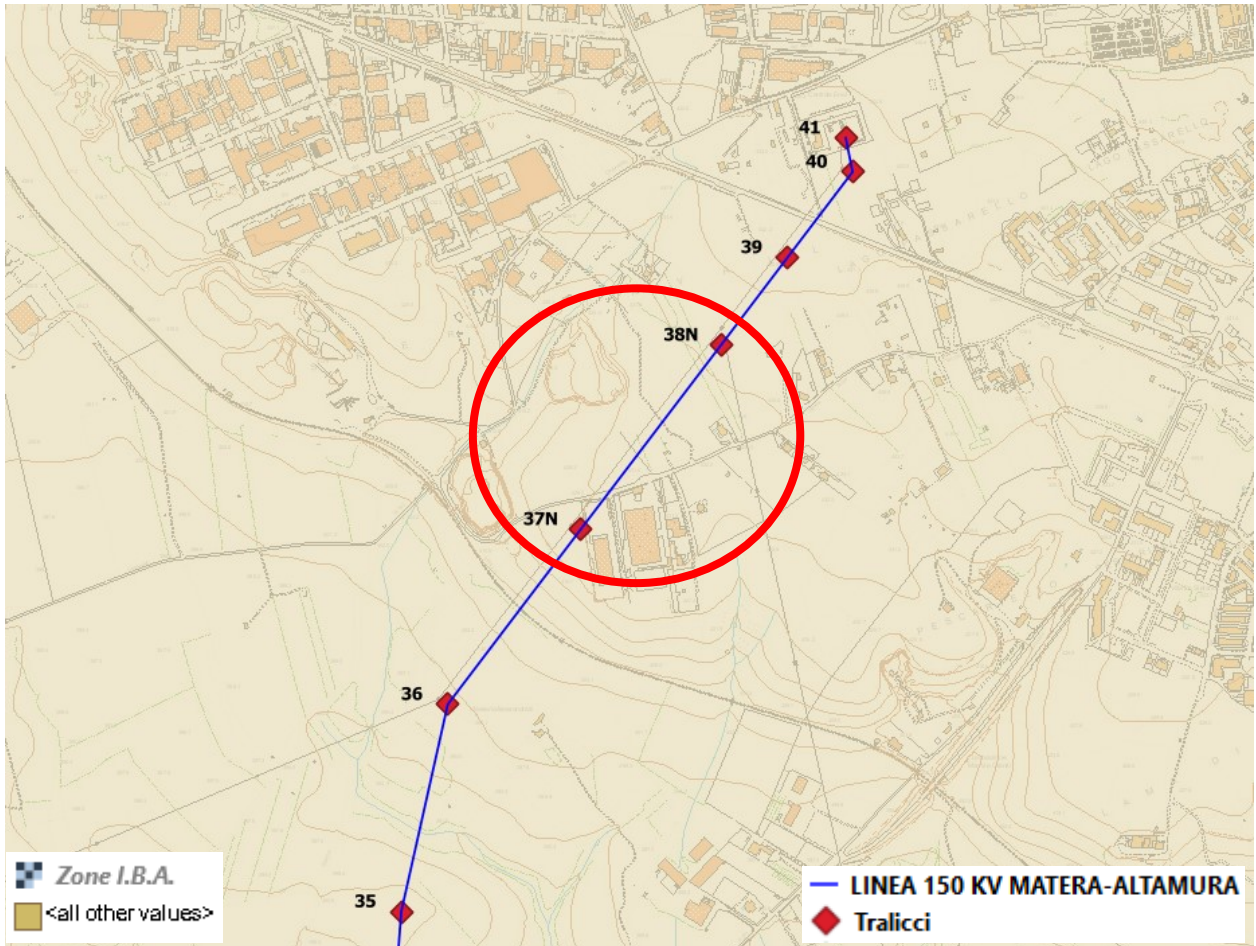 41
40
39
38N
37N
36
35
Zone I.B.A.
<all other values>
LINEA 150 KV MATERA-ALTAMURA
Tralicci